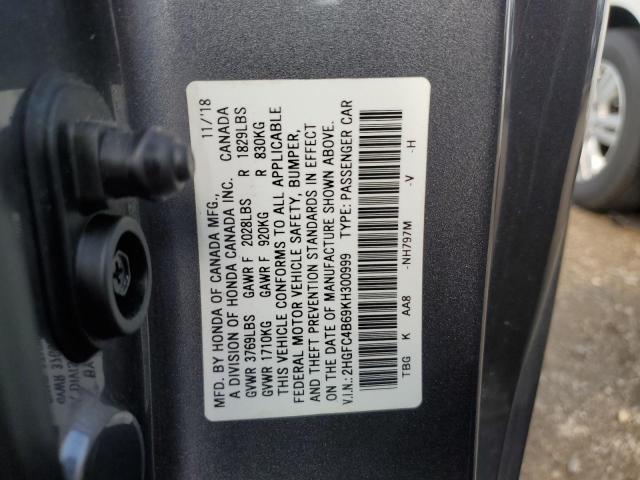 MFD. BY HONDA OF CANADA MFG., 11/'18
A DIVISION OF HONDA CANADA INC. CANADA
GVWR 3769LBS GAWR F 2028LBS R 1829LBS
GVWR 1710KG GAWR F 920KG R 830KG
THIS VEHICLE CONFORMS TO ALL APPLICABLE
FEDERAL MOTOR VEHICLE SAFETY, BUMPER,
AND THEFT PREVENTION STANDARDS IN EFFECT
ON THE DATE OF MANUFACTURE SHOWN ABOVE.
V.I.N.: 2HGFC4B69KH300999 TYPE: PASSENGER CAR
TBG K AA8 -NH797M -V -H